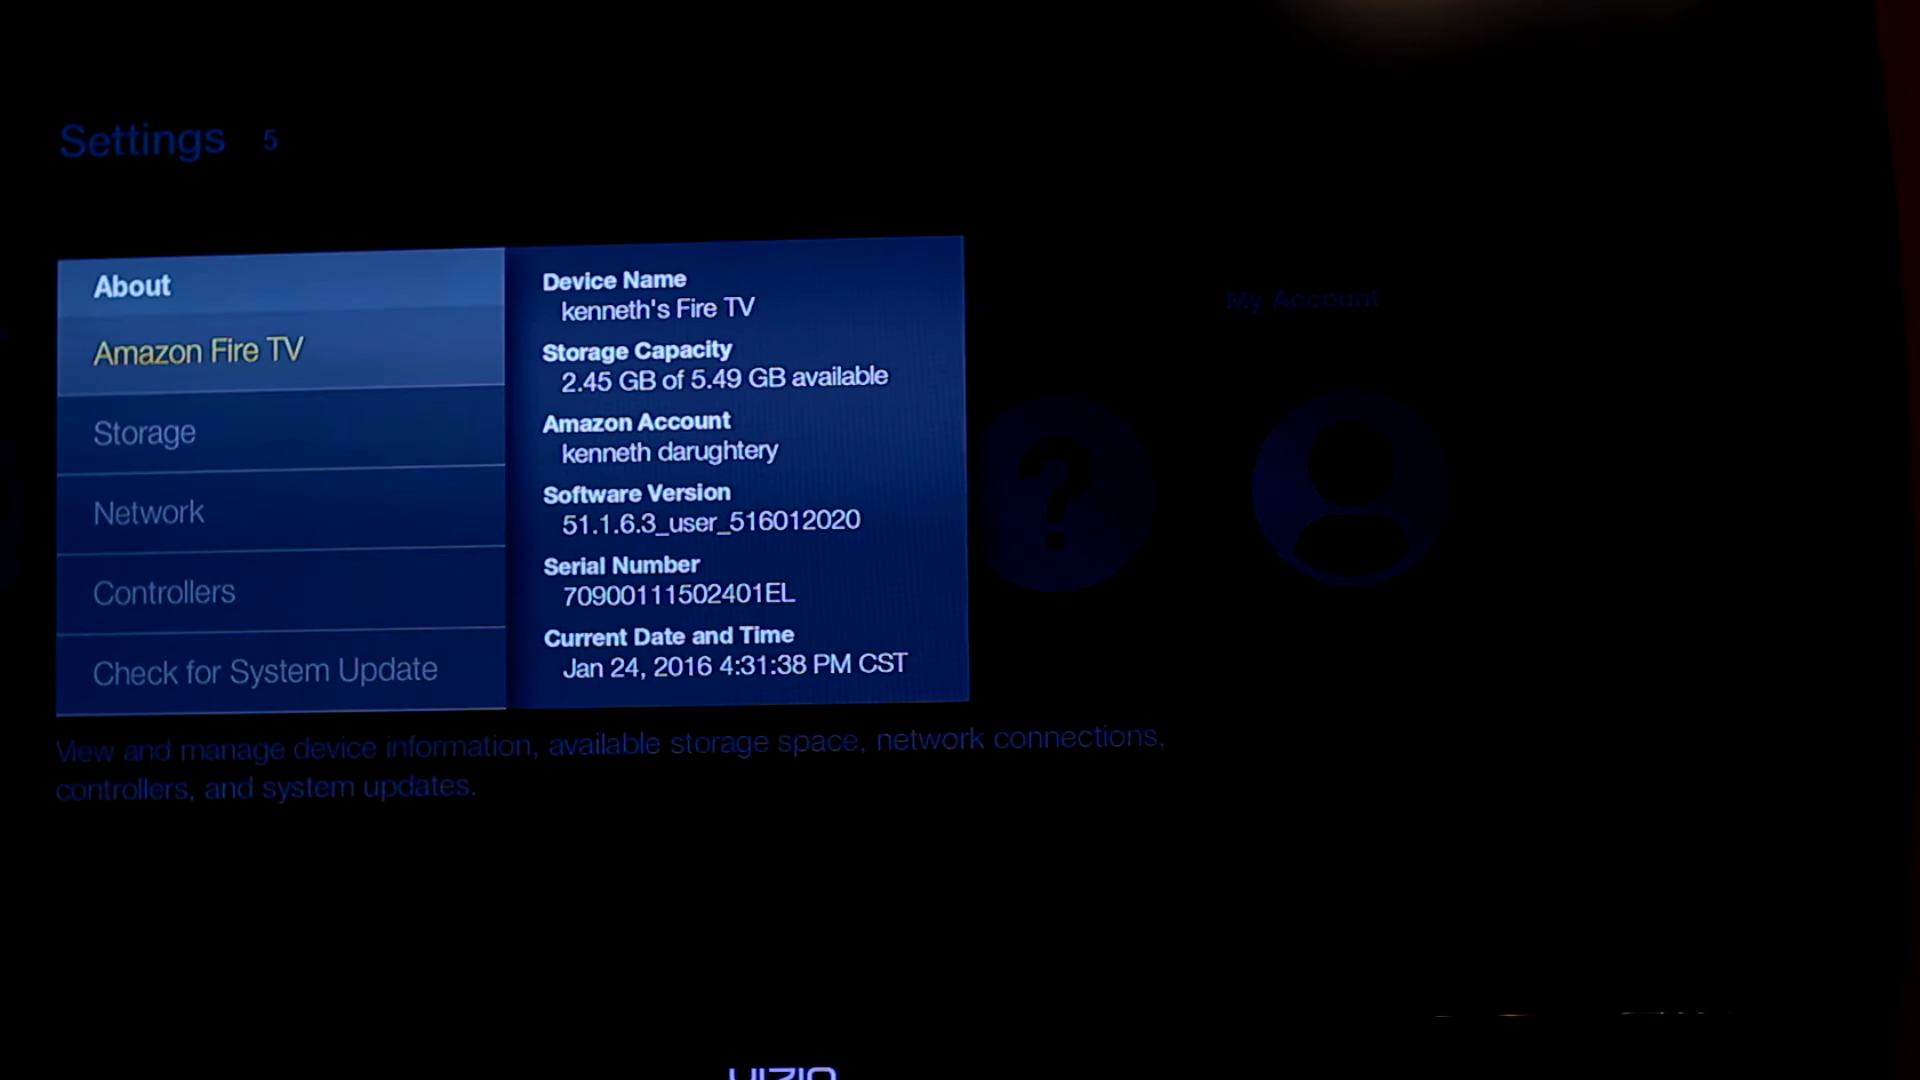 Settings 5
About
Amazon Fire TV
Storage
Network
Controllers
Check for System Update
Device Name
kenneth's Fire TV
Storage Capacity
2.45 GB of 5.49 GB available
Amazon Account
kenneth darughtery
Software Version
51.1.6.3_user_516012020
Serial Number
70900111502401EL
Current Date and Time
Jan 24, 2016 4:31:38 PM CST
My Account
?
View and manage device information, available storage space, network connections,
controllers, and system updates.
VIZIO